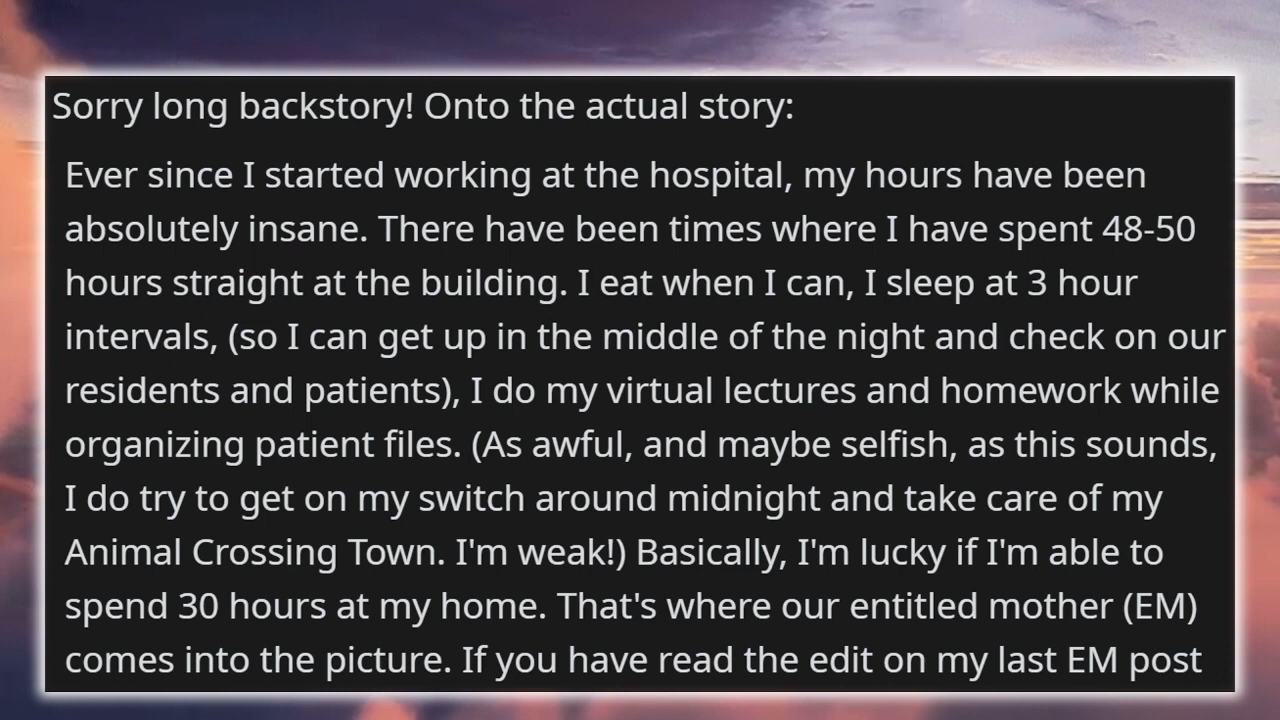 Sorry long backstory! Onto the actual story:
Ever since I started working at the hospital, my hours have been
absolutely insane. There have been times where I have spent 48-50
hours straight at the building. I eat when I can, I sleep at 3 hour
intervals, (so I can get up in the middle of the night and check on our
residents and patients), I do my virtual lectures and homework while
organizing patient files. (As awful, and maybe selfish, as this sounds,
I do try to get on my switch around midnight and take care of my
Animal Crossing Town. I'm weak!) Basically, I'm lucky if I'm able to
spend 30 hours at my home. That's where our entitled mother (EM)
comes into the picture. If you have read the edit on my last EM post